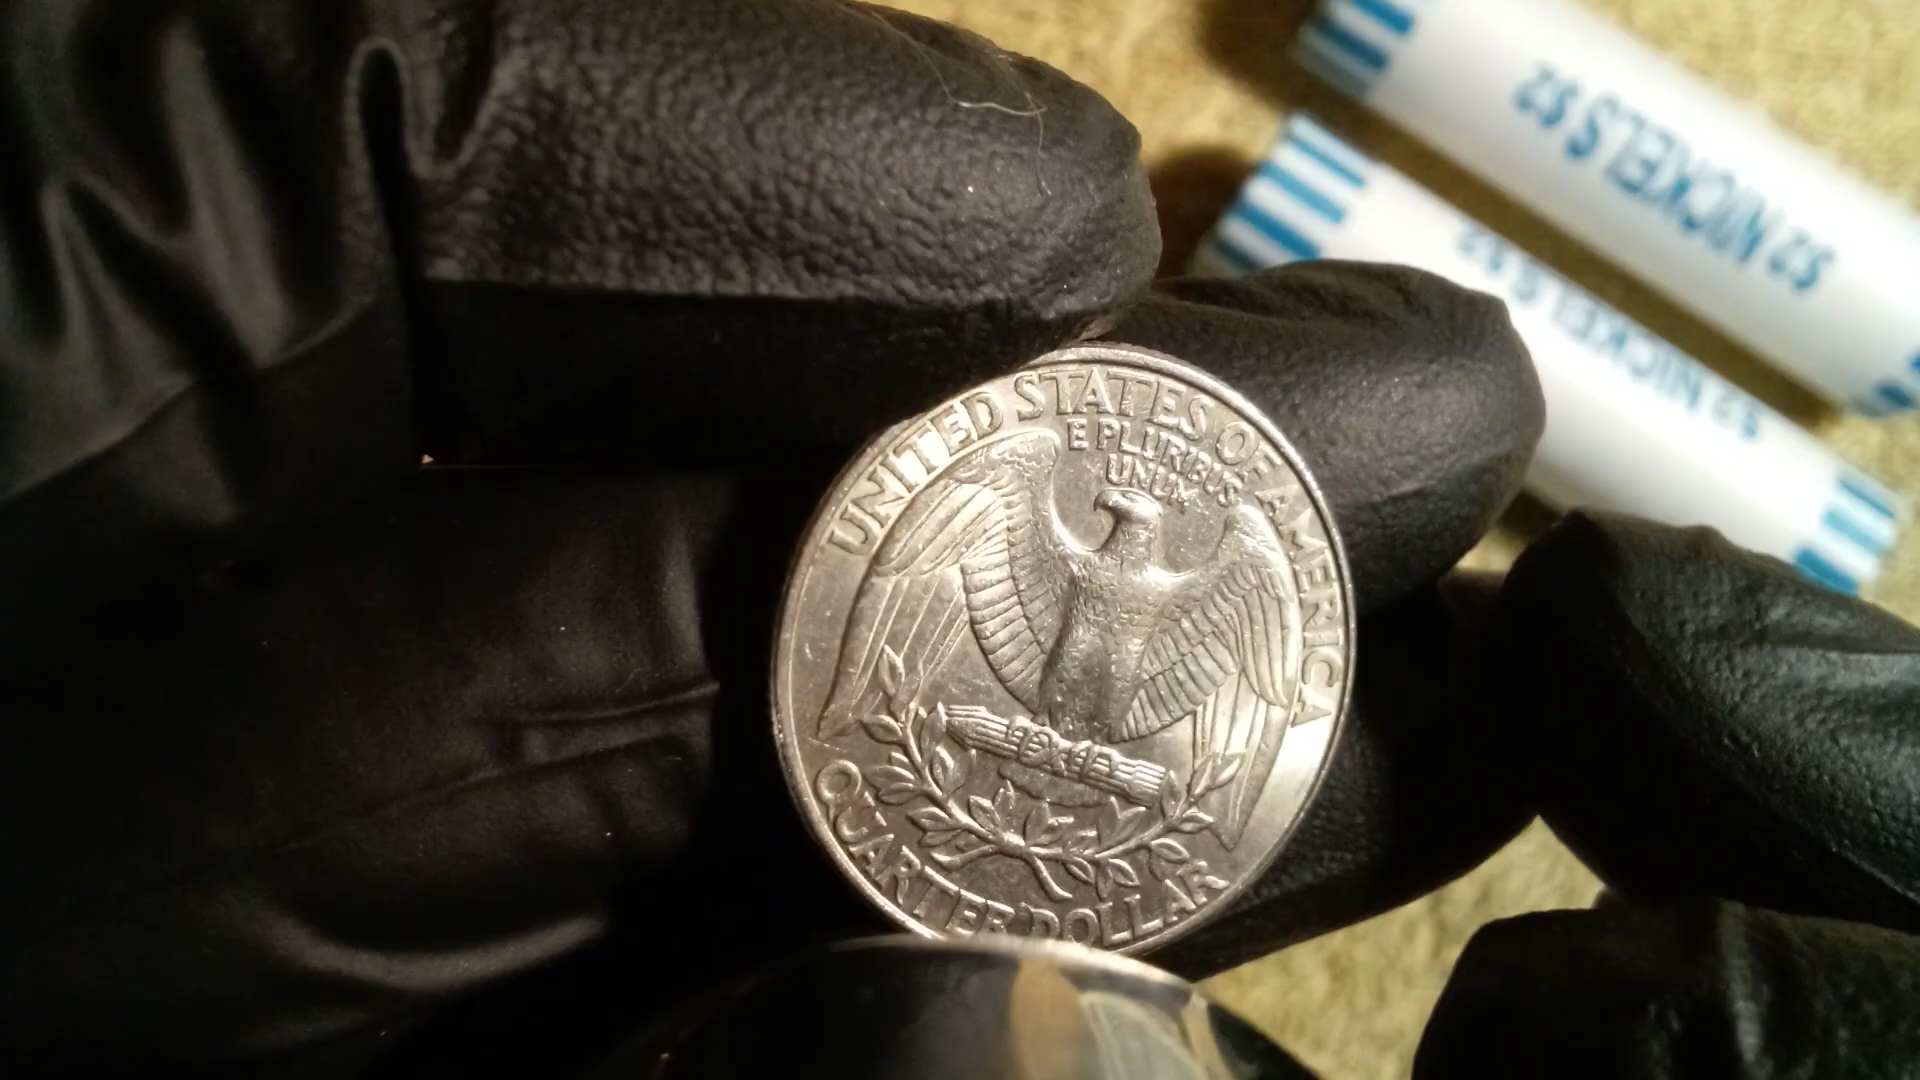 $2 NICKELS $2
$2 NICKELS $2
UNITED STATES OF AMERICA
E PLURIBUS
UNUM
QUARTER DOLLAR